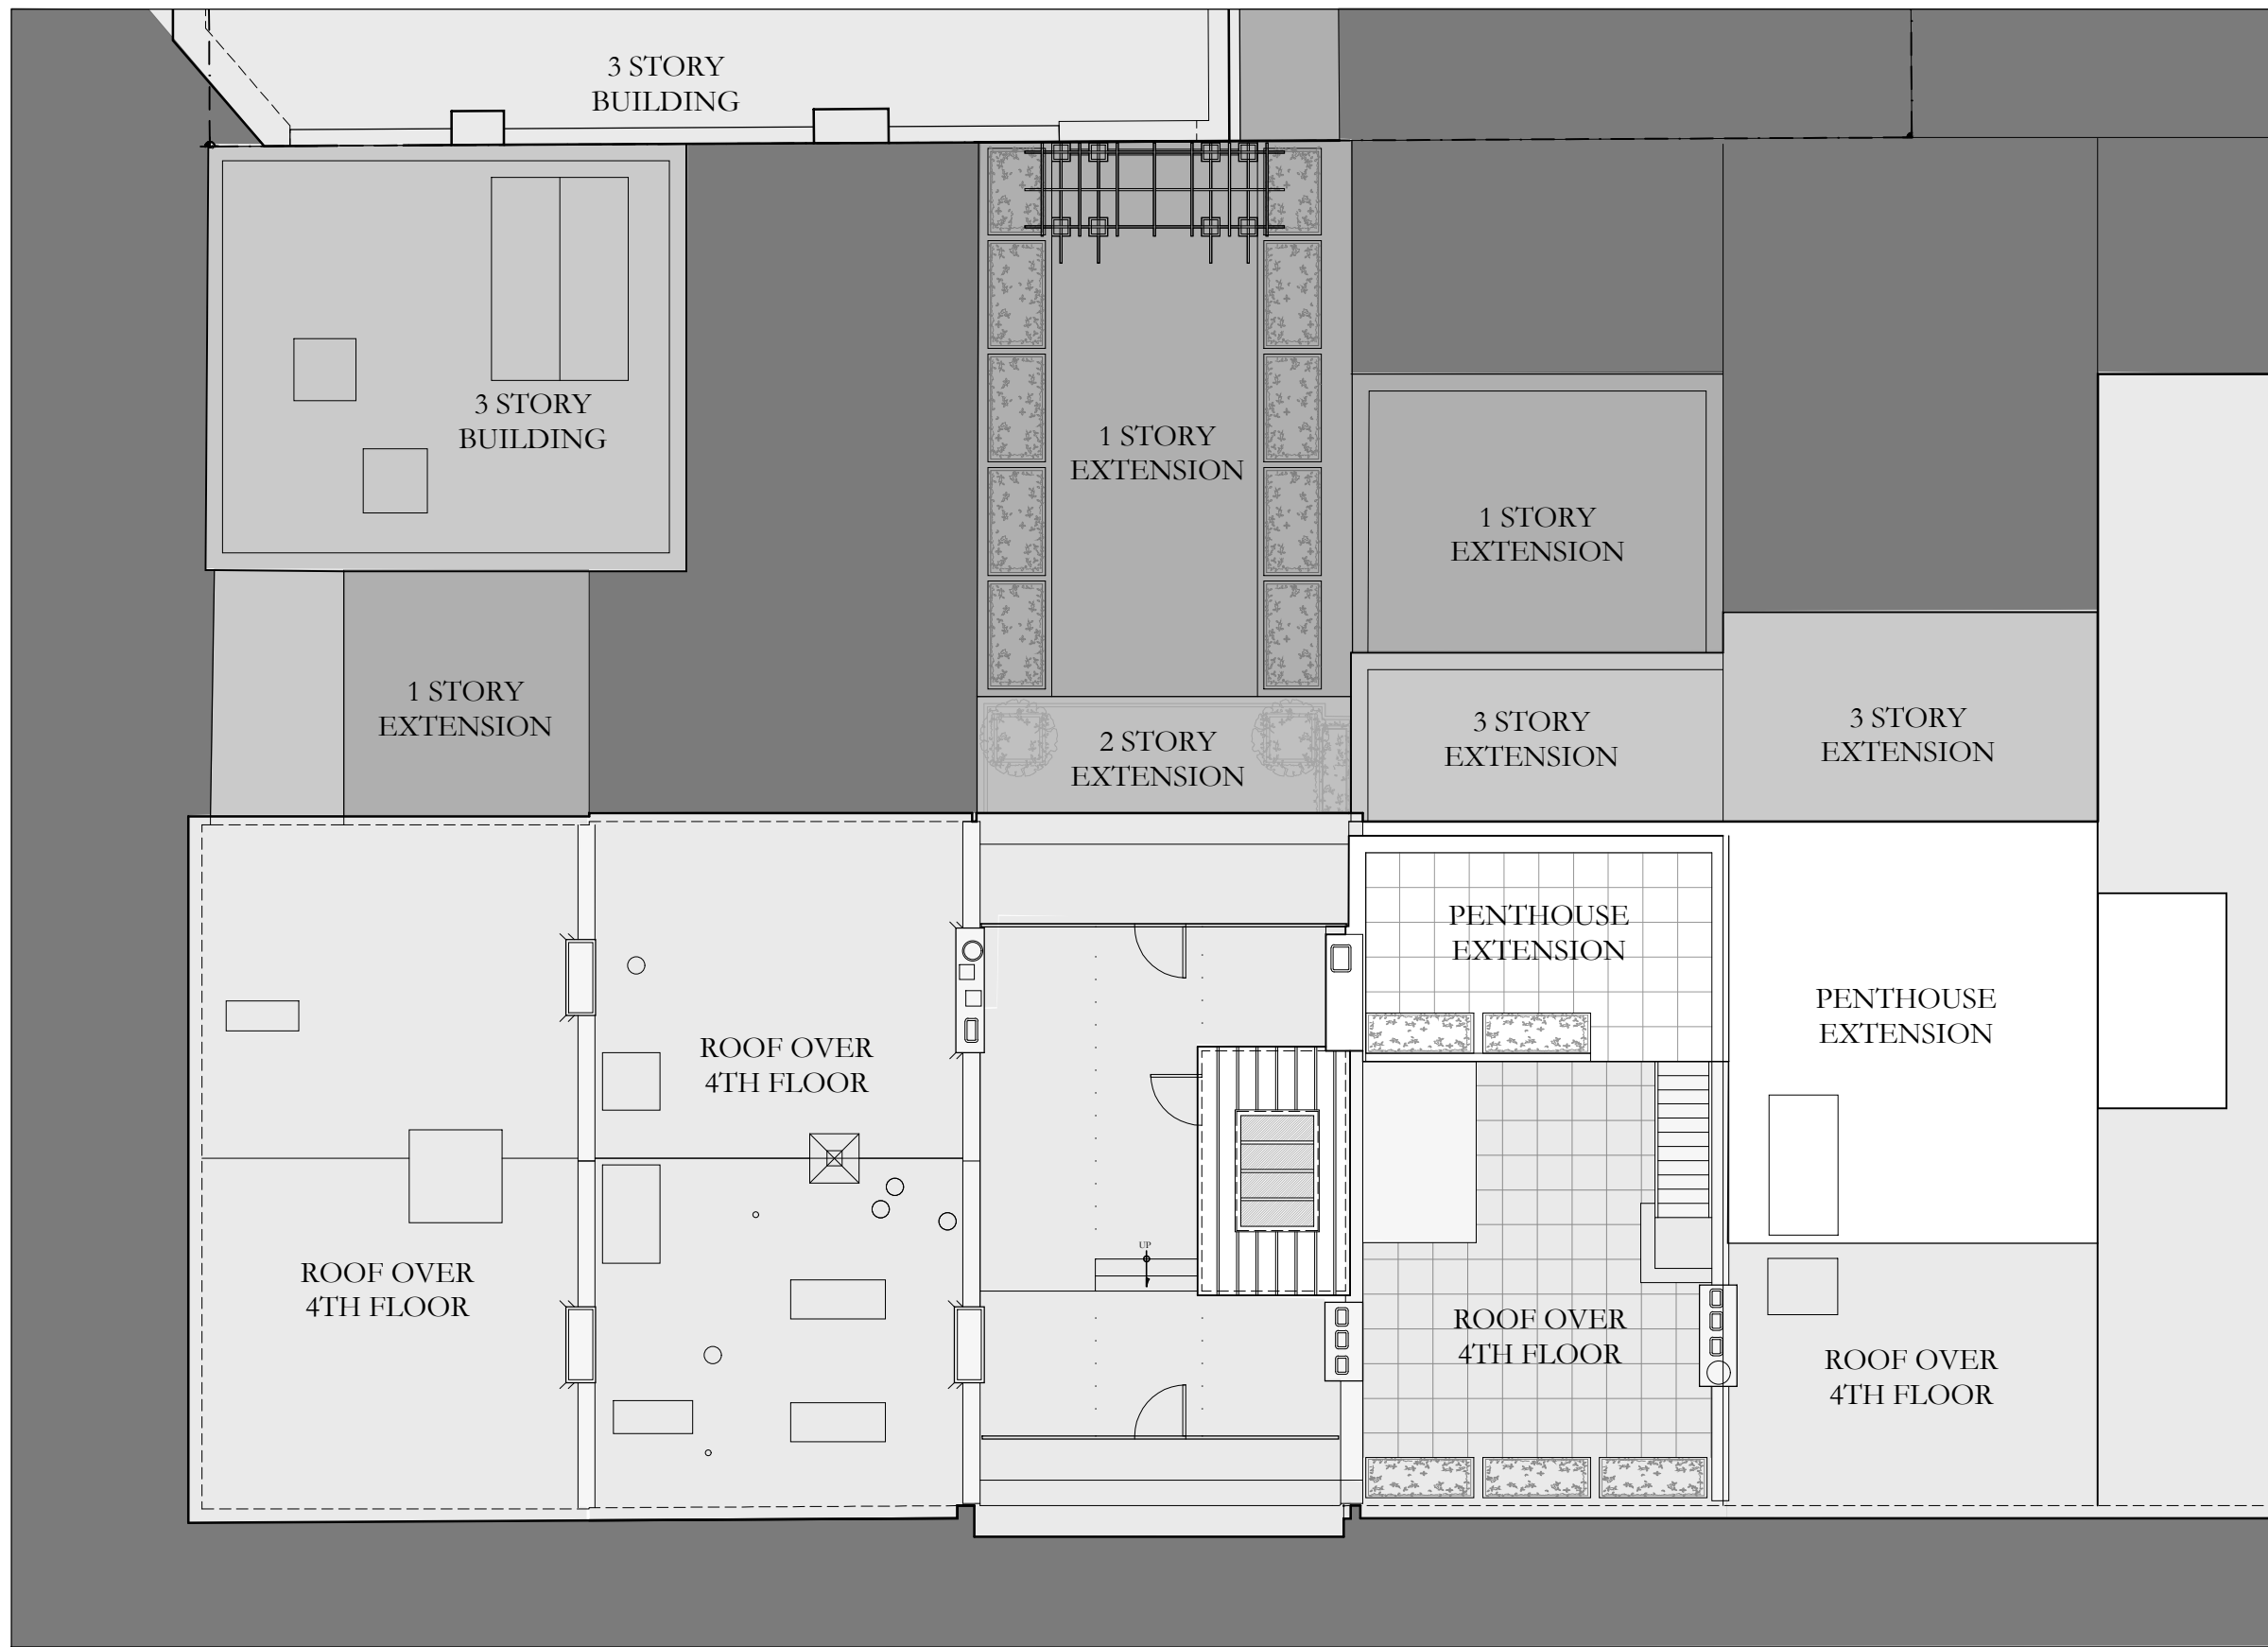 3 STORY
BUILDING
3 STORY
BUILDING
1 STORY
EXTENSION
1 STORY
EXTENSION
1 STORY
EXTENSION
2 STORY
EXTENSION
3 STORY
EXTENSION
3 STORY
EXTENSION
PENTHOUSE
EXTENSION
PENTHOUSE
EXTENSION
ROOF OVER
4TH FLOOR
UP
ROOF OVER
4TH FLOOR
ROOF OVER
4TH FLOOR
ROOF OVER
4TH FLOOR